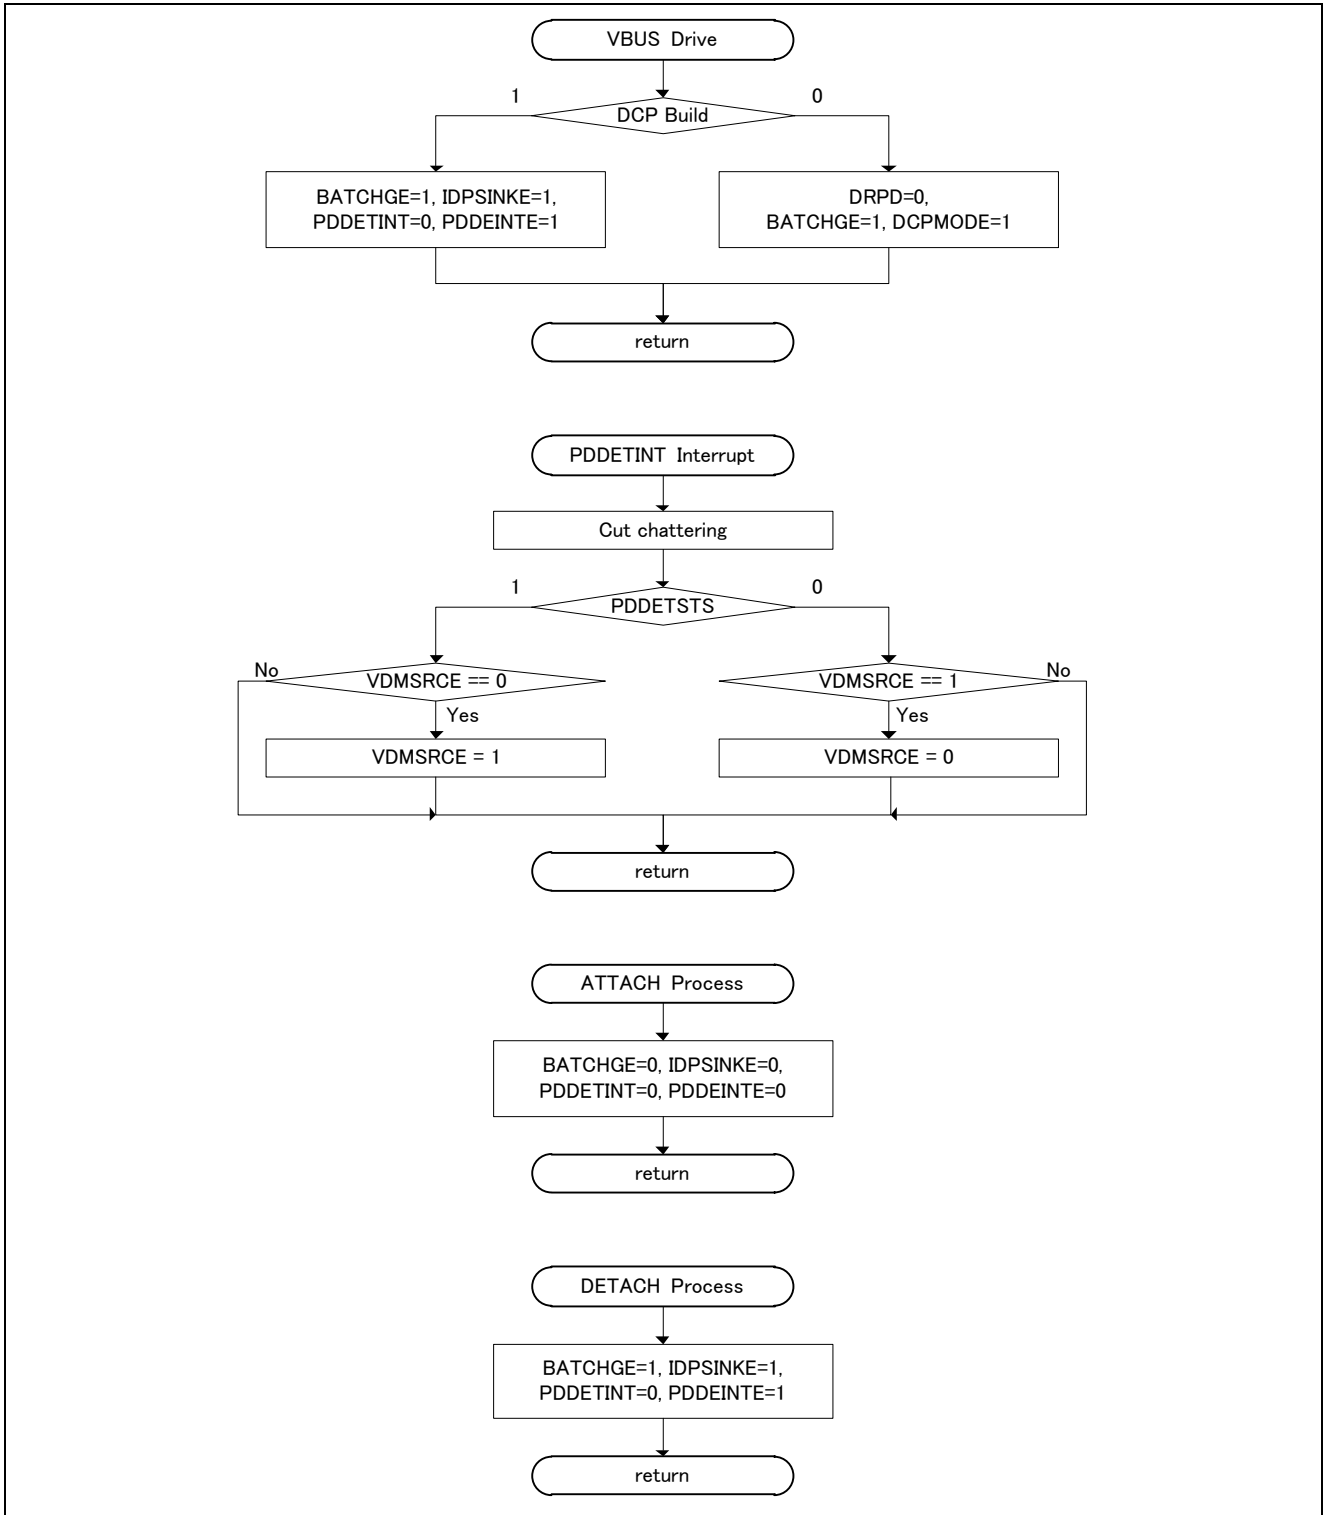 VBUS Drive
1
0
DCP Build
BATCHGE=1, IDPSINKE=1,
PDDETINT=0, PDDEINTE=1
DRPD=0,
BATCHGE=1, DCPMODE=1
return
PDDETINT Interrupt
Cut chattering
1
0
PDDETSTS
No
VDMSRCE == 0
VDMSRCE == 1
No
Yes
Yes
VDMSRCE = 1
VDMSRCE = 0
return
ATTACH Process
BATCHGE=0, IDPSINKE=0,
PDDETINT=0, PDDEINTE=0
return
DETACH Process
BATCHGE=1, IDPSINKE=1,
PDDETINT=0, PDDEINTE=1
return